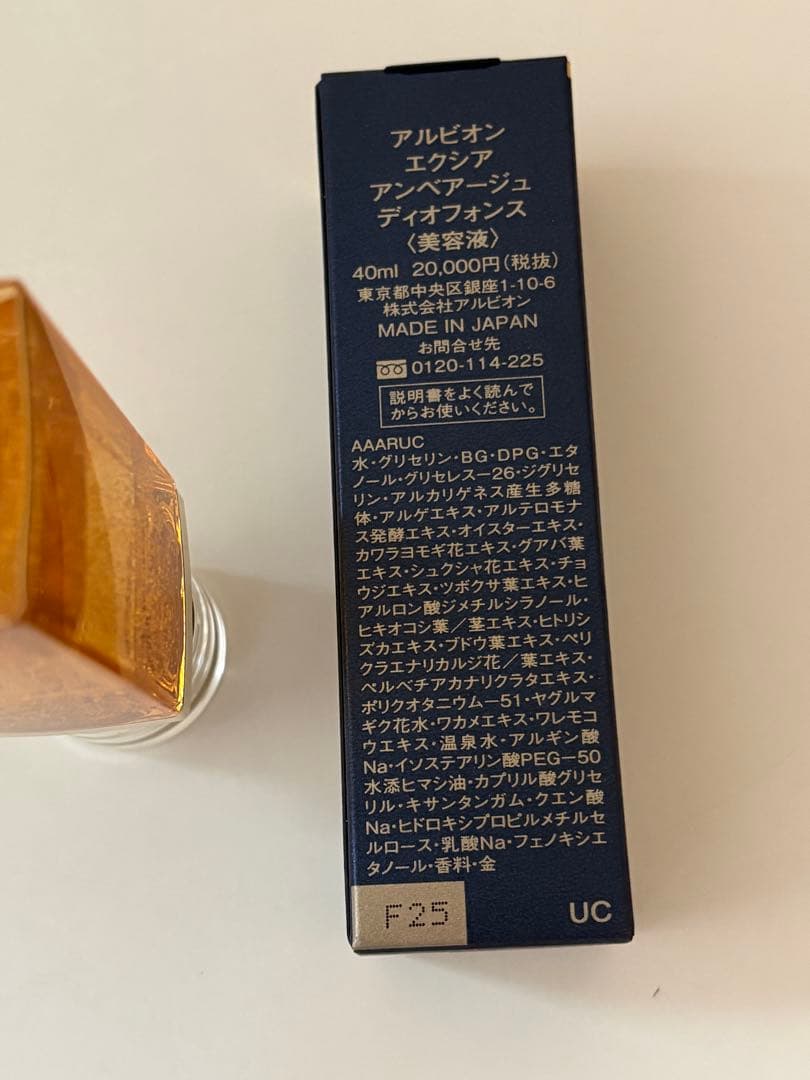 アルビオン
エクシア
アンベアージュ
ディオフォンス
〈美容液〉
40ml 20,000円(税抜)
東京都中央区銀座1-10-6
株式会社アルビオン
MADE IN JAPAN
お問合せ先
0120-114-225
説明書をよく読んで
からお使いください。
AAARUC
水・グリセリン・BG・DPG・エタ
ノール・グリセレス－26・ジグリセ
リン・アルカリゲネス産生多糖
体・アルゲエキス・アルテロモナ
ス発酵エキス・オイスターエキス・
カワラヨモギ花エキス・グアバ葉
エキス・シュクシャ花エキス・チョ
ウジエキス・ツボクサ葉エキス・ヒ
アルロン酸ジメチルシラノール・
ヒキオコシ葉／茎エキス・ヒトリシ
ズカエキス・ブドウ葉エキス・ペリ
クラエナリカルジ花／葉エキス・
ペルベチアカナリクラタエキス・
ポリクオタニウム－51・ヤグルマ
ギク花水・ワカメエキス・ワレモコ
ウエキス・温泉水・アルギン酸
Na・イソステアリン酸PEG－50
水添ヒマシ油・カプリル酸グリセ
リル・キサンタンガム・クエン酸
Na・ヒドロキシプロピルメチルセ
ルロース・乳酸Na・フェノキシエ
タノール・香料・金
F25
UC